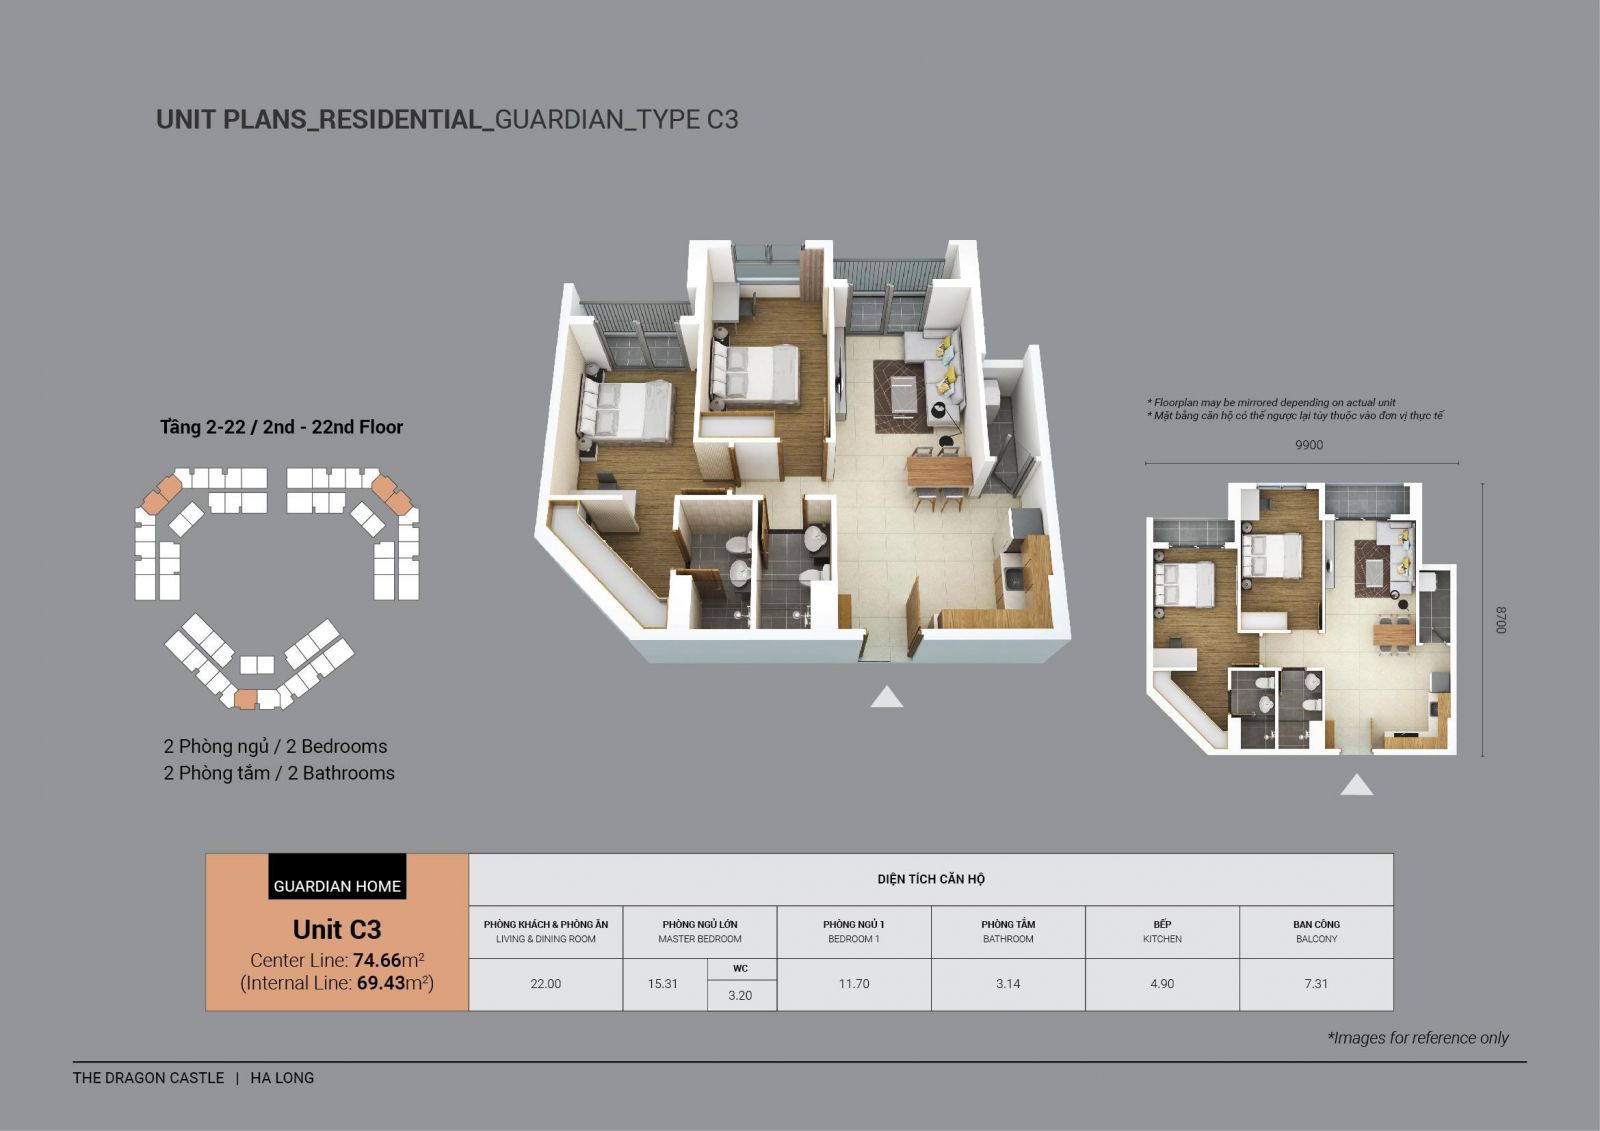 UNIT PLANS_RESIDENTIAL_GUARDIAN_TYPE C3
* Floorplan may be mirrored depending on actual unit
* Mặt bằng căn hộ có thể ngược lại tùy thuộc vào đơn vị thực tế
Tầng 2-22 / 2nd - 22nd Floor
9900
8700
2 Phòng ngủ / 2 Bedrooms
2 Phòng tắm / 2 Bathrooms
GUARDIAN HOME
Unit C3
Center Line: 74.66m²
(Internal Line: 69.43m²)
DIỆN TÍCH CĂN HỘ
PHÒNG KHÁCH & PHÒNG ĂN
LIVING & DINING ROOM
22.00
PHÒNG NGỦ LỚN
MASTER BEDROOM
15.31
WC
3.20
PHÒNG NGỦ 1
BEDROOM 1
11.70
PHÒNG TẮM
BATHROOM
3.14
BẾP
KITCHEN
4.90
BAN CÔNG
BALCONY
7.31
*Images for reference only
THE DRAGON CASTLE | HA LONG